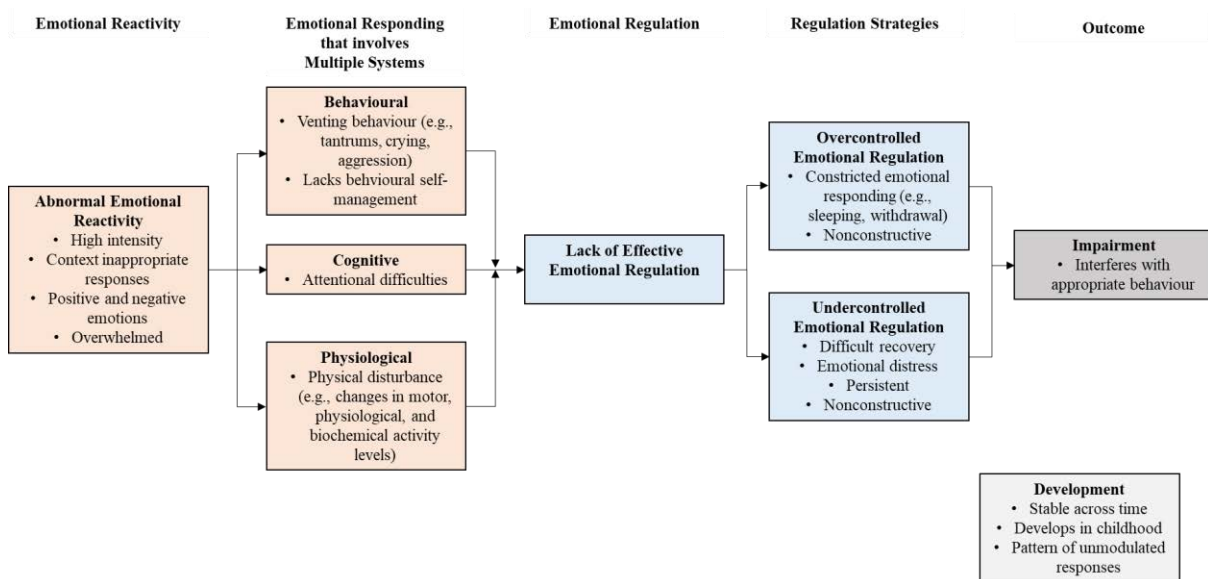 Emotional Reactivity
Emotional Responding
that involves
Multiple Systems
Emotional Regulation
Regulation Strategies
Outcome
Abnormal Emotional
Reactivity
• High intensity
• Context inappropriate
responses
• Positive and negative
emotions
• Overwhelmed
Behavioural
• Venting behaviour (e.g.,
tantrums, crying,
aggression)
• Lacks behvioural self-
management
Cognitive
• Attentional difficulties
Physiological
• Physical disturbance
(e.g., changes in motor,
physiological, and
biochemical activity
levels)
Lack of Effective
Emotional Regulation
Overcontrolled
Emotional Regulation
• Constricted emotional
responding (e.g.,
sleeping, withdrawal)
• Nonconstructive
Undercontrolled
Emotional Regulation
• Difficult recovery
• Emotional distress
• Persistent
• Nonconstructive
Impairment
• Interferes with
appropriate behaviour
Development
• Stable across time
• Develops in childhood
• Pattern of unmodulated
responses